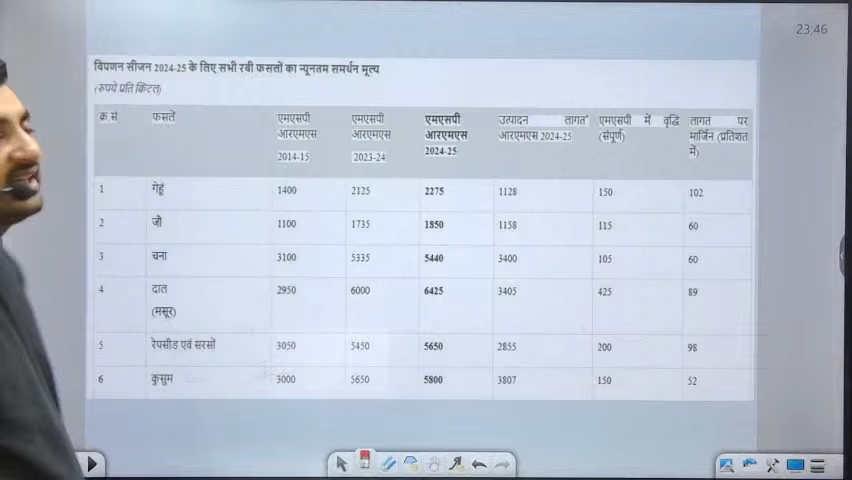 23:46
विपणन सीजन 2024-25 के लिए सभी रबी फसलों का न्यूनतम समर्थन मूल्य
(रुपये प्रति क्विंटल)
क्र.सं. फसलें एमएसपी आरएमएस 2014-15 एमएसपी आरएमएस 2023-24 एमएसपी आरएमएस 2024-25 उत्पादन लागत* आरएमएस 2024-25 एमएसपी में वृद्धि (संपूर्ण) लागत पर मार्जिन (प्रतिशत में)
1 गेहूं 1400 2125 2275 1128 150 102
2 जौ 1100 1735 1850 1158 115 60
3 चना 3100 5335 5440 3400 105 60
4 दाल (मसूर) 2950 6000 6425 3405 425 89
5 रेपसीड एवं सरसों 3050 5450 5650 2855 200 98
6 कुसुम 3000 5650 5800 3807 150 52